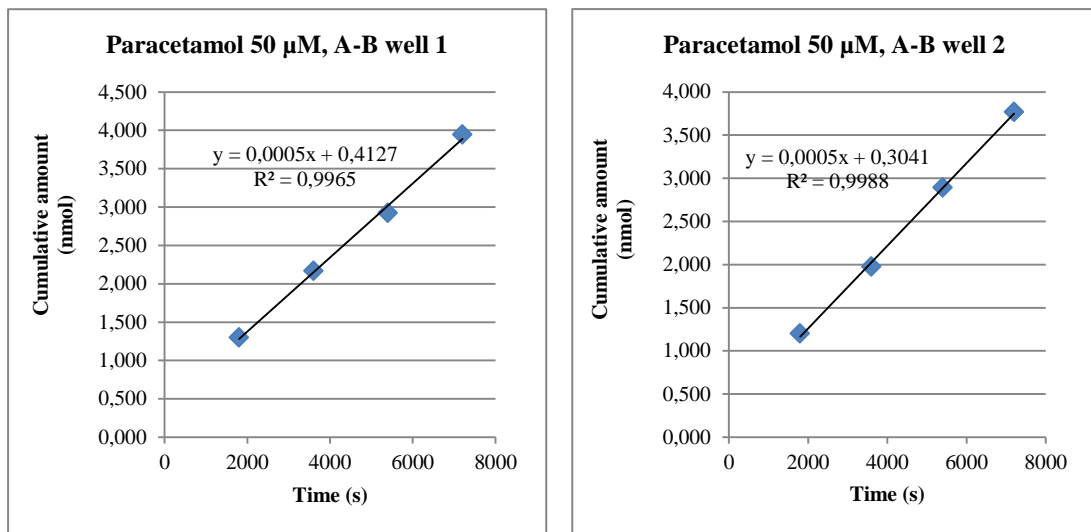 Paracetamol 50 µM, A-B well 1
Cumulative amount
(nmol)
4,500
4,000
3,500
3,000
2,500
2,000
1,500
1,000
0,500
0,000
y = 0,0005x + 0,4127
R² = 0,9965
0 2000 4000 6000 8000
Time (s)
Paracetamol 50 µM, A-B well 2
Cumulative amount
(nmol)
4,000
3,500
3,000
2,500
2,000
1,500
1,000
0,500
0,000
y = 0,0005x + 0,3041
R² = 0,9988
0 2000 4000 6000 8000
Time (s)